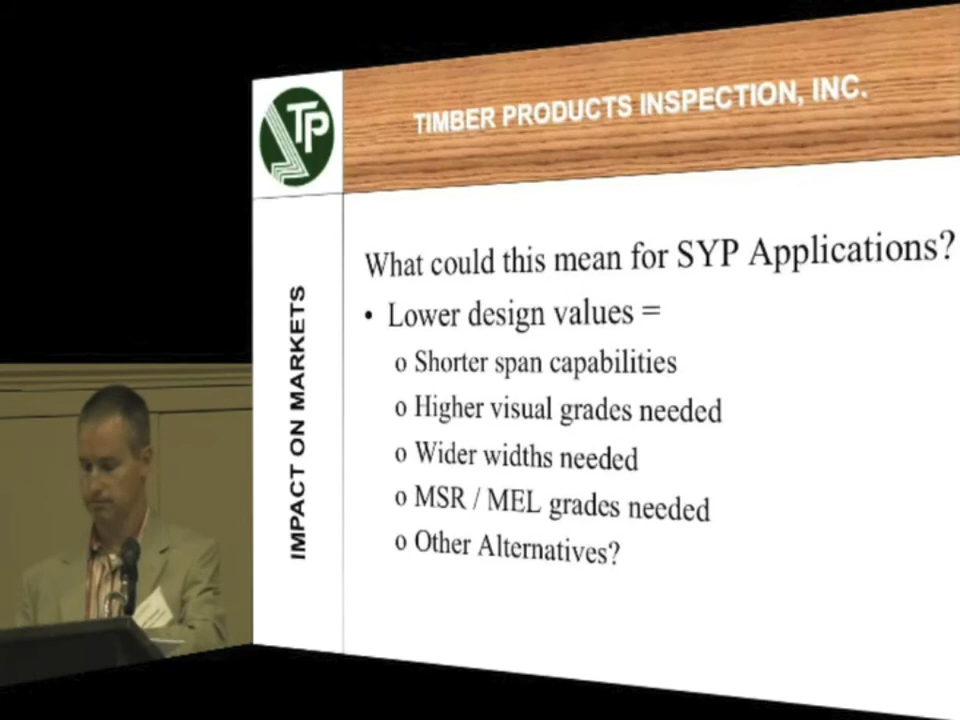 TP
TIMBER PRODUCTS INSPECTION, INC.
IMPACT ON MARKETS
What could this mean for SYP Applications?
• Lower design values =
o Shorter span capabilities
o Higher visual grades needed
o Wider widths needed
o MSR / MEL grades needed
o Other Alternatives?